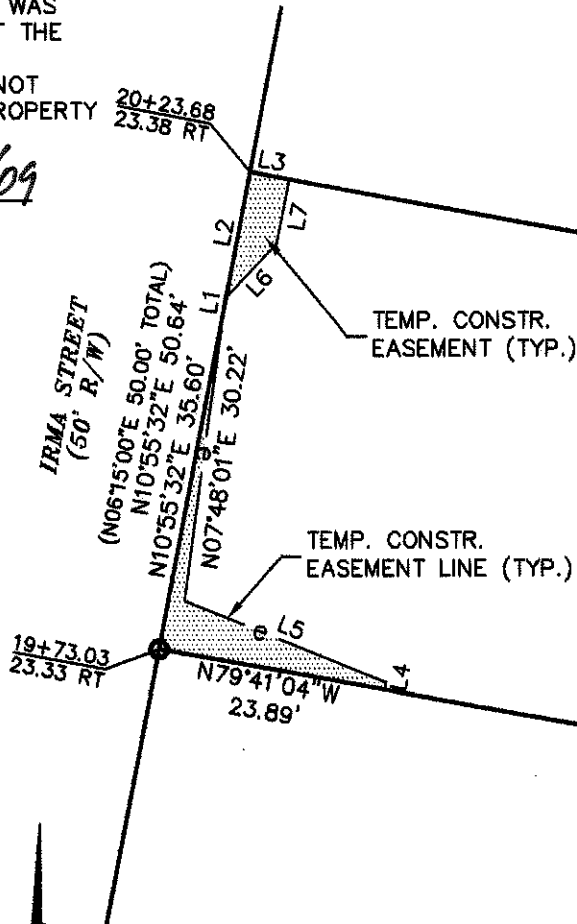 WAS
T THE
NOT
ROPERTY
/09
20+23.68
23.38 RT
L3
L7
L2
L6
L1
TEMP. CONSTR.
EASEMENT (TYP.)
IRMA STREET
(50' R/W)
(N06°15'00"E 50.00' TOTAL)
N10°55'32"E 50.64'
N10°55'32"E 35.60'
N07°48'01"E 30.22'
e
TEMP. CONSTR.
EASEMENT LINE (TYP.)
e L5
19+73.03
23.33 RT
L4
N79°41'04"W
23.89'